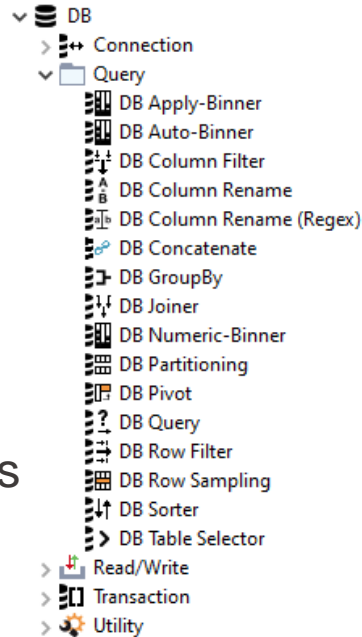 DB
Connection
Query
DB Apply-Binner
DB Auto-Binner
DB Column Filter
DB Column Rename
DB Column Rename (Regex)
DB Concatenate
DB GroupBy
DB Joiner
DB Numeric-Binner
DB Partitioning
DB Pivot
DB Query
DB Row Filter
s
DB Row Sampling
DB Sorter
DB Table Selector
Read/Write
Transaction
Utility